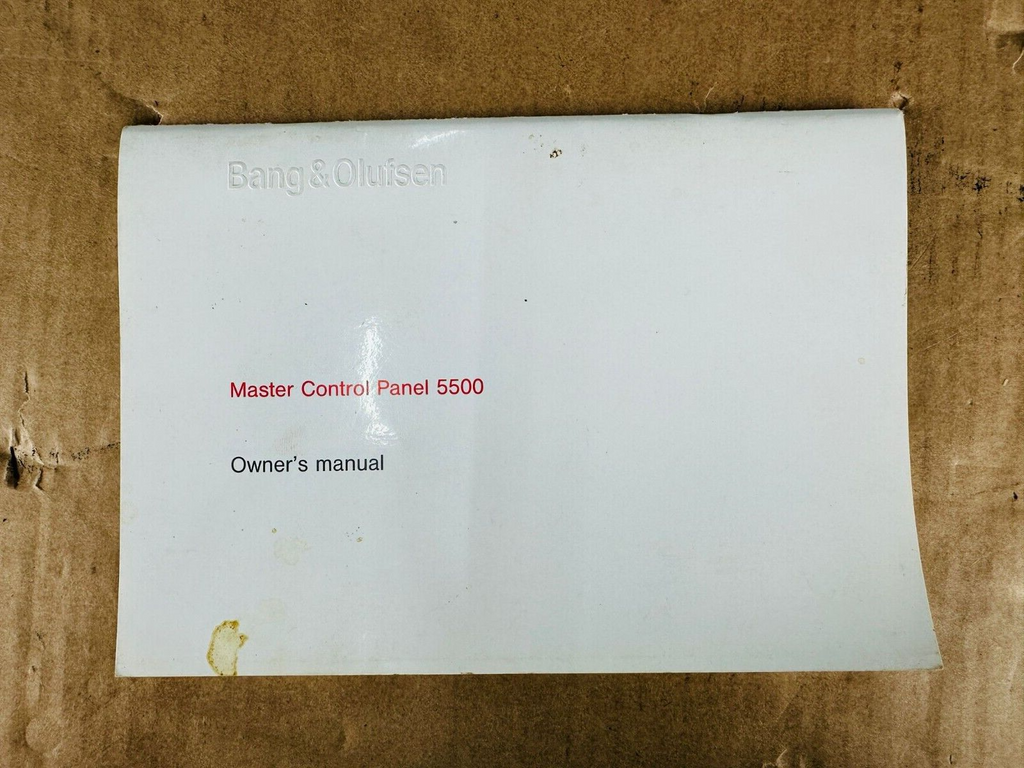 Bang & Olufsen
Master Control Panel 5500
Owner's manual